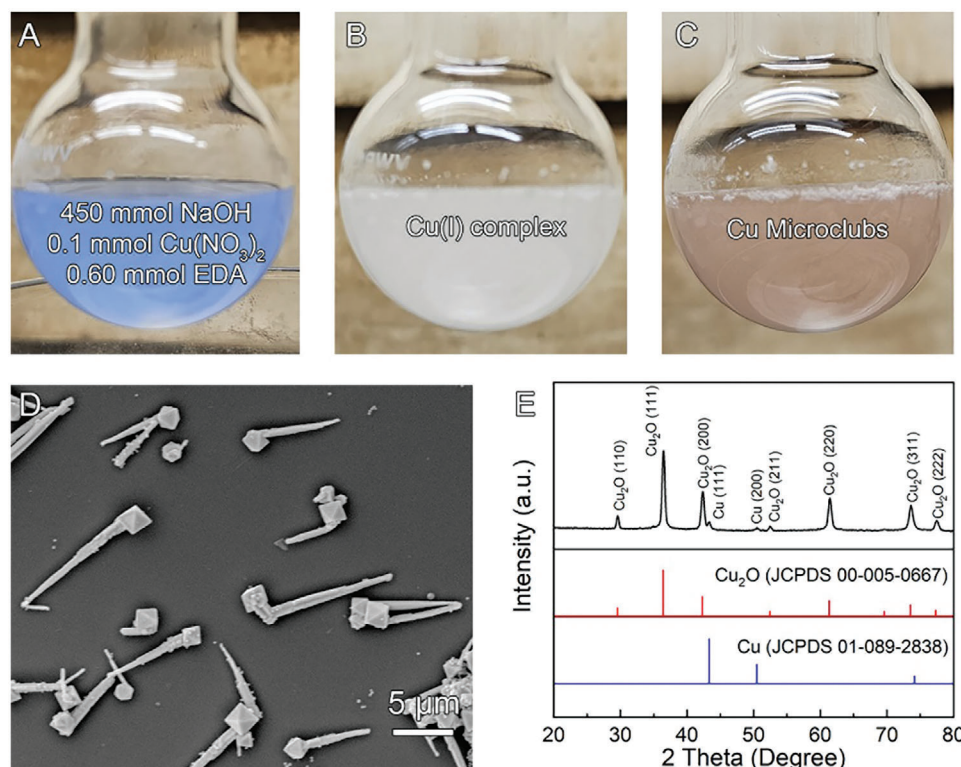 A
450 mmol NaOH
0.1 mmol Cu(NO₃)₂
0.60 mmol EDA
B
Cu(I) complex
C
Cu Microclubs
D
5 µm
E
Intensity (a.u.)
Cu₂O (110)
Cu₂O (111)
Cu₂O (200)
Cu (111)
Cu (200)
Cu₂O (211)
Cu₂O (220)
Cu₂O (311)
Cu₂O (222)
Cu₂O (JCPDS 00-005-0667)
Cu (JCPDS 01-089-2838)
20 30 40 50 60 70 80
2 Theta (Degree)